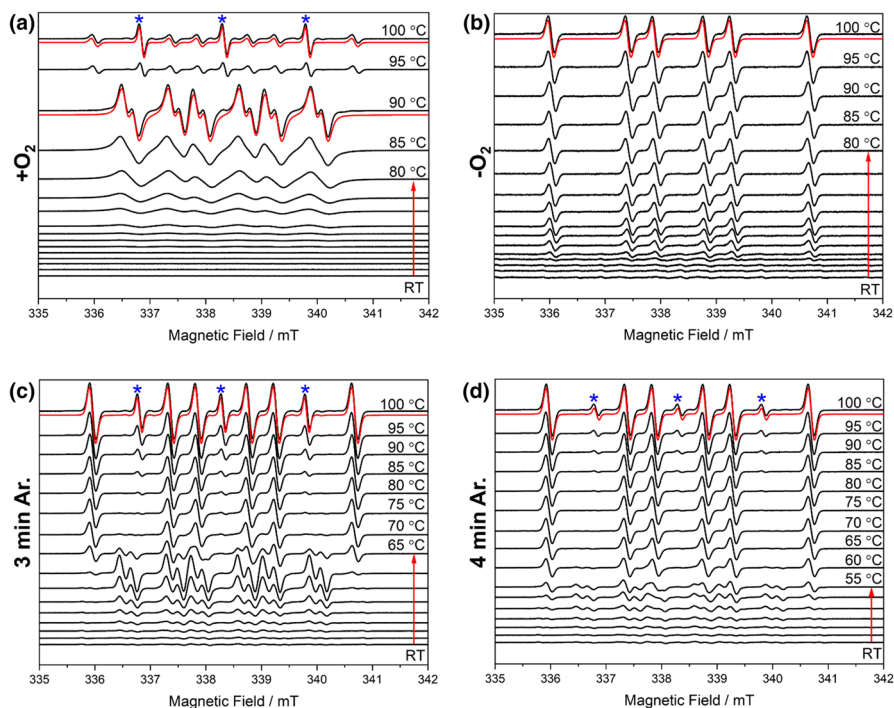 (a)
* * *
100 °C
95 °C
90 °C
85 °C
80 °C
+O2
RT
335 336 337 338 339 340 341 342
Magnetic Field / mT
(b)
100 °C
95 °C
90 °C
85 °C
80 °C
-O2
RT
335 336 337 338 339 340 341 342
Magnetic Field / mT
(c)
* * *
100 °C
95 °C
90 °C
85 °C
80 °C
75 °C
70 °C
65 °C
3 min Ar.
RT
335 336 337 338 339 340 341 342
Magnetic Field / mT
(d)
* * *
100 °C
95 °C
90 °C
85 °C
80 °C
75 °C
70 °C
65 °C
60 °C
55 °C
4 min Ar.
RT
335 336 337 338 339 340 341 342
Magnetic Field / mT